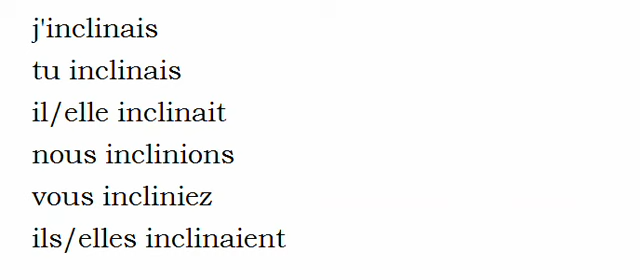 j'inclinais
tu inclinais
il/elle inclinait
nous inclinions
vous incliniez
ils/elles inclinaient